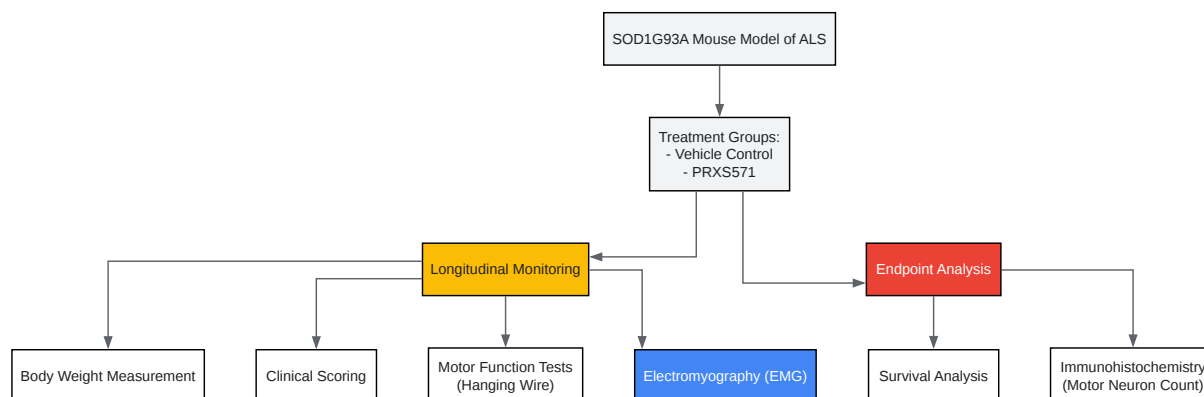 SOD1G93A Mouse Model of ALS
Treatment Groups:
- Vehicle Control
- PRXS571
Longitudinal Monitoring
Endpoint Analysis
Body Weight Measurement
Clinical Scoring
Motor Function Tests
(Hanging Wire)
Electromyography (EMG)
Survival Analysis
Immunohistochemistry
(Motor Neuron Count)